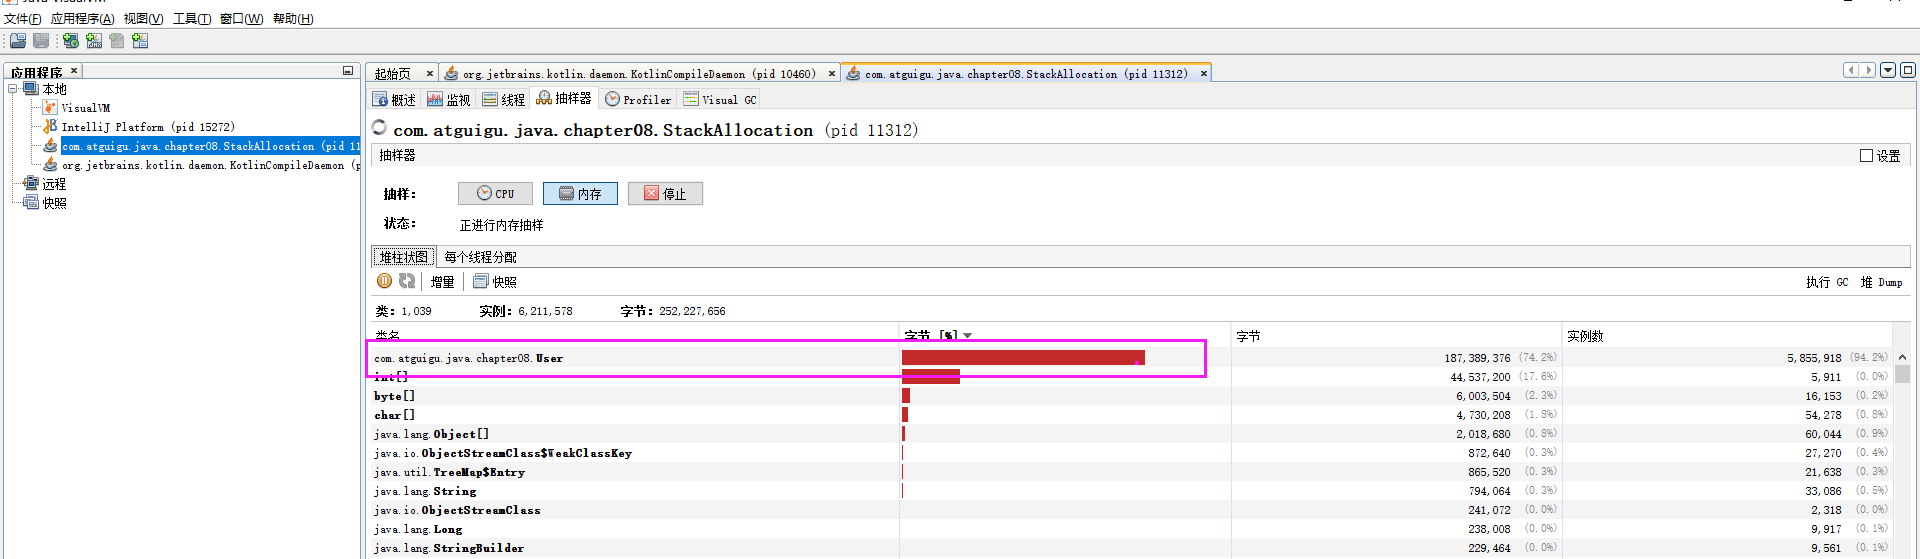 Java VisualVM
文件(F) 应用程序(A) 视图(V) 工具(T) 窗口(W) 帮助(H)
应用程序 ×
本地
VisualVM
IntelliJ Platform (pid 15272)
com.atguigu.java.chapter08.StackAllocation (pid 11
org.jetbrains.kotlin.daemon.KotlinCompileDaemon (p
远程
快照
起始页 × org.jetbrains.kotlin.daemon.KotlinCompileDaemon (pid 10460) × com.atguigu.java.chapter08.StackAllocation (pid 11312) ×
概述 监视 线程 抽样器 Profiler Visual GC
com.atguigu.java.chapter08.StackAllocation (pid 11312)
抽样器 设置
抽样： CPU 内存 停止
状态： 正进行内存抽样
堆柱状图 每个线程分配
增量 快照 执行 GC 堆 Dump
类：1,039 实例：6,211,578 字节：252,227,656
类名 字节 [%] 字节 实例数
com.atguigu.java.chapter08.User 187,389,376 (74.2%) 5,855,918 (94.2%)
int[] 44,537,200 (17.6%) 5,911 (0.0%)
byte[] 6,003,504 (2.3%) 16,153 (0.2%)
char[] 4,730,208 (1.8%) 54,278 (0.8%)
java.lang.Object[] 2,018,680 (0.8%) 60,044 (0.9%)
java.io.ObjectStreamClass$WeakClassKey 872,640 (0.3%) 27,270 (0.4%)
java.util.TreeMap$Entry 865,520 (0.3%) 21,638 (0.3%)
java.lang.String 794,064 (0.3%) 33,086 (0.5%)
java.io.ObjectStreamClass 241,072 (0.0%) 2,318 (0.0%)
java.lang.Long 238,008 (0.0%) 9,917 (0.1%)
java.lang.StringBuilder 229,464 (0.0%) 9,561 (0.1%)